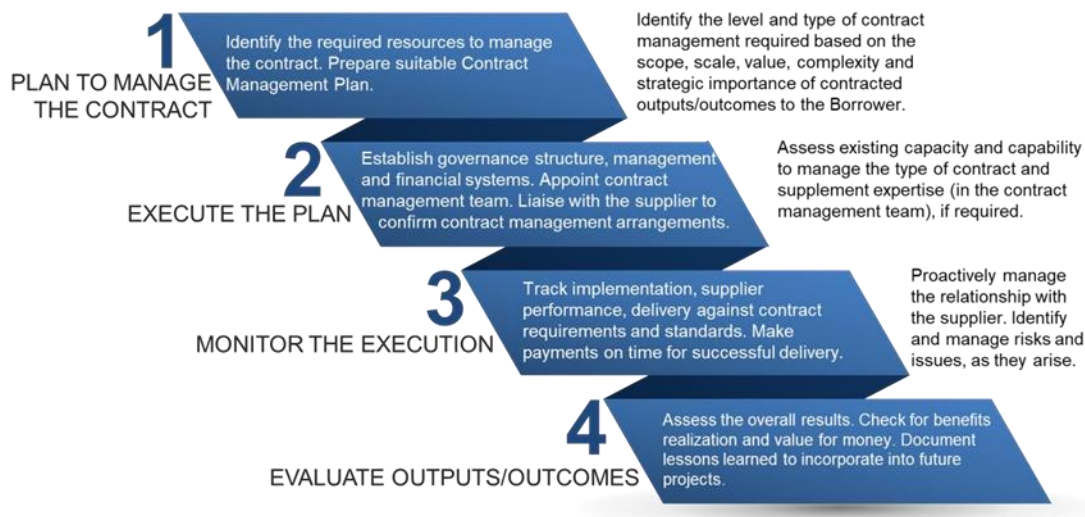 1
PLAN TO MANAGE
THE CONTRACT
Identify the required resources to manage
the contract. Prepare suitable Contract
Management Plan.
Identify the level and type of contract
management required based on the
scope, scale, value, complexity and
strategic importance of contracted
outputs/outcomes to the Borrower.
2
EXECUTE THE PLAN
Establish governance structure, management
and financial systems. Appoint contract
management team. Liaise with the supplier to
confirm contract management arrangements.
Assess existing capacity and capability
to manage the type of contract and
supplement expertise (in the contract
management team), if required.
3
MONITOR THE EXECUTION
Track implementation, supplier
performance, delivery against contract
requirements and standards. Make
payments on time for successful delivery.
Proactively manage
the relationship with
the supplier. Identify
and manage risks and
issues, as they arise.
4
EVALUATE OUTPUTS/OUTCOMES
Assess the overall results. Check for benefits
realization and value for money. Document
lessons learned to incorporate into future
projects.